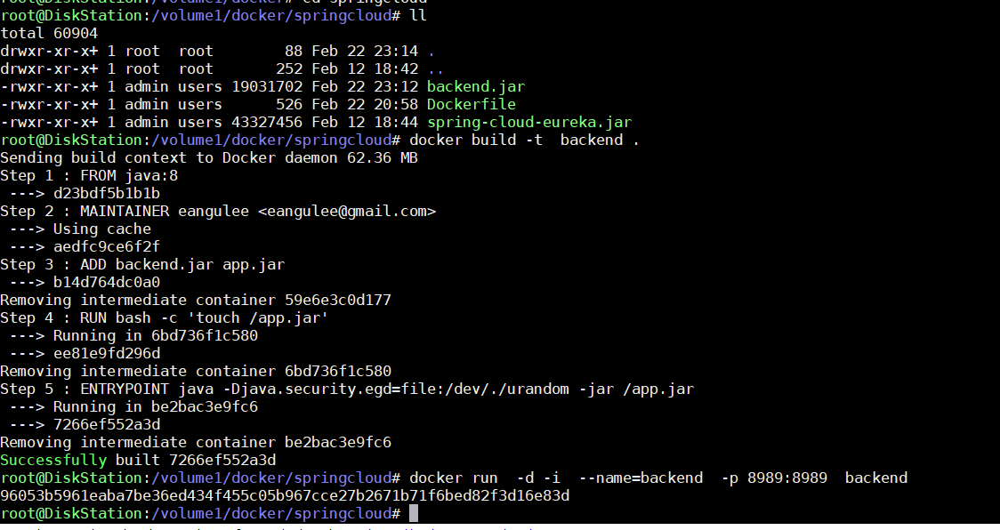 root@DiskStation:/volume1/docker# cd springcloud
root@DiskStation:/volume1/docker/springcloud# ll
total 60904
drwxr-xr-x+ 1 root  root        88 Feb 22 23:14 .
drwxr-xr-x+ 1 root  root       252 Feb 12 18:42 ..
-rwxr-xr-x+ 1 admin users 19031702 Feb 22 23:12 backend.jar
-rwxr-xr-x+ 1 admin users      526 Feb 22 20:58 Dockerfile
-rwxr-xr-x+ 1 admin users 43327456 Feb 12 18:44 spring-cloud-eureka.jar
root@DiskStation:/volume1/docker/springcloud# docker build -t  backend .
Sending build context to Docker daemon 62.36 MB
Step 1 : FROM java:8
 ---> d23bdf5b1b1b
Step 2 : MAINTAINER eangulee <eangulee@gmail.com>
 ---> Using cache
 ---> aedfc9ce6f2f
Step 3 : ADD backend.jar app.jar
 ---> b14d764dc0a0
Removing intermediate container 59e6e3c0d177
Step 4 : RUN bash -c 'touch /app.jar'
 ---> Running in 6bd736f1c580
 ---> ee81e9fd296d
Removing intermediate container 6bd736f1c580
Step 5 : ENTRYPOINT java -Djava.security.egd=file:/dev/./urandom -jar /app.jar
 ---> Running in be2bac3e9fc6
 ---> 7266ef552a3d
Removing intermediate container be2bac3e9fc6
Successfully built 7266ef552a3d
root@DiskStation:/volume1/docker/springcloud# docker run  -d -i  --name=backend  -p 8989:8989  backend
96053b5961eaba7be36ed434f455c05b967cce27b2671b71f6bed82f3d16e83d
root@DiskStation:/volume1/docker/springcloud#